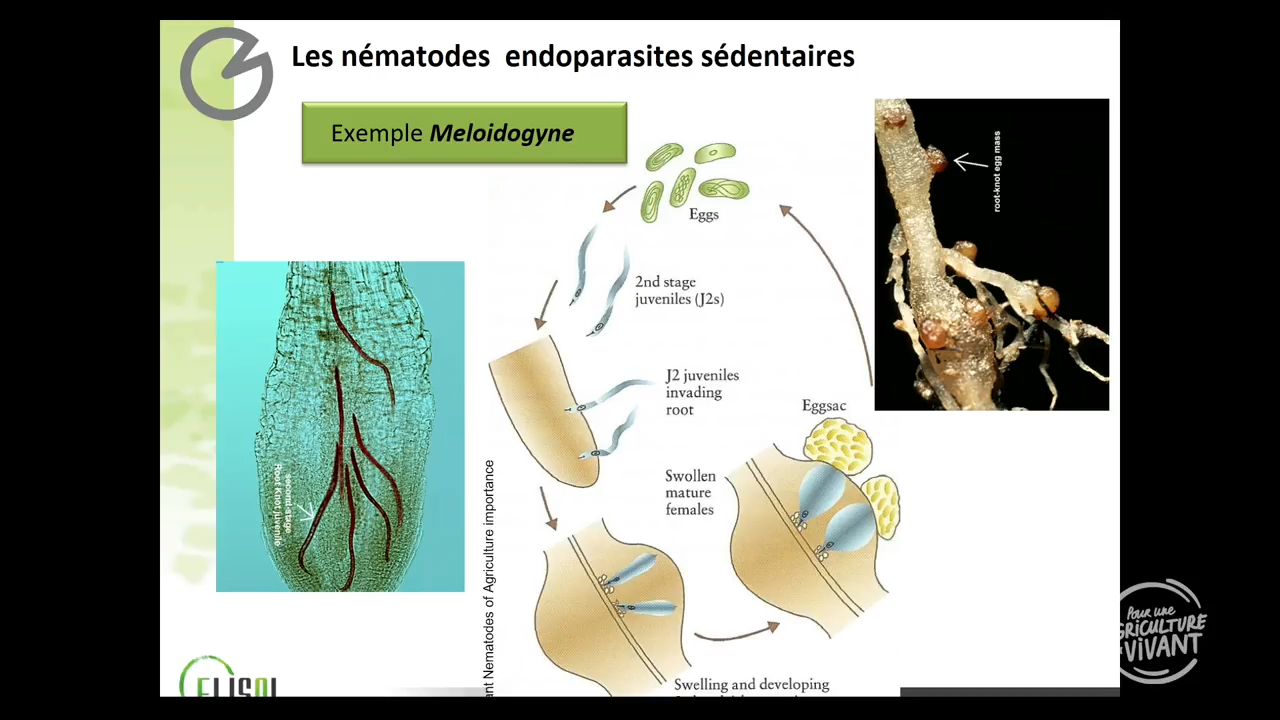 Les nématodes endoparasites sédentaires
Exemple Meloidogyne
Eggs
2nd stage
juveniles (J2s)
J2 juveniles
invading
root
Eggsac
Swollen
mature
females
Swelling and developing
root-knot egg mass
second-stage
Root Knot juvenile
Nematodes of Agriculture importance
ELISOL
Pour une
AGRICULTURE
VIVANT